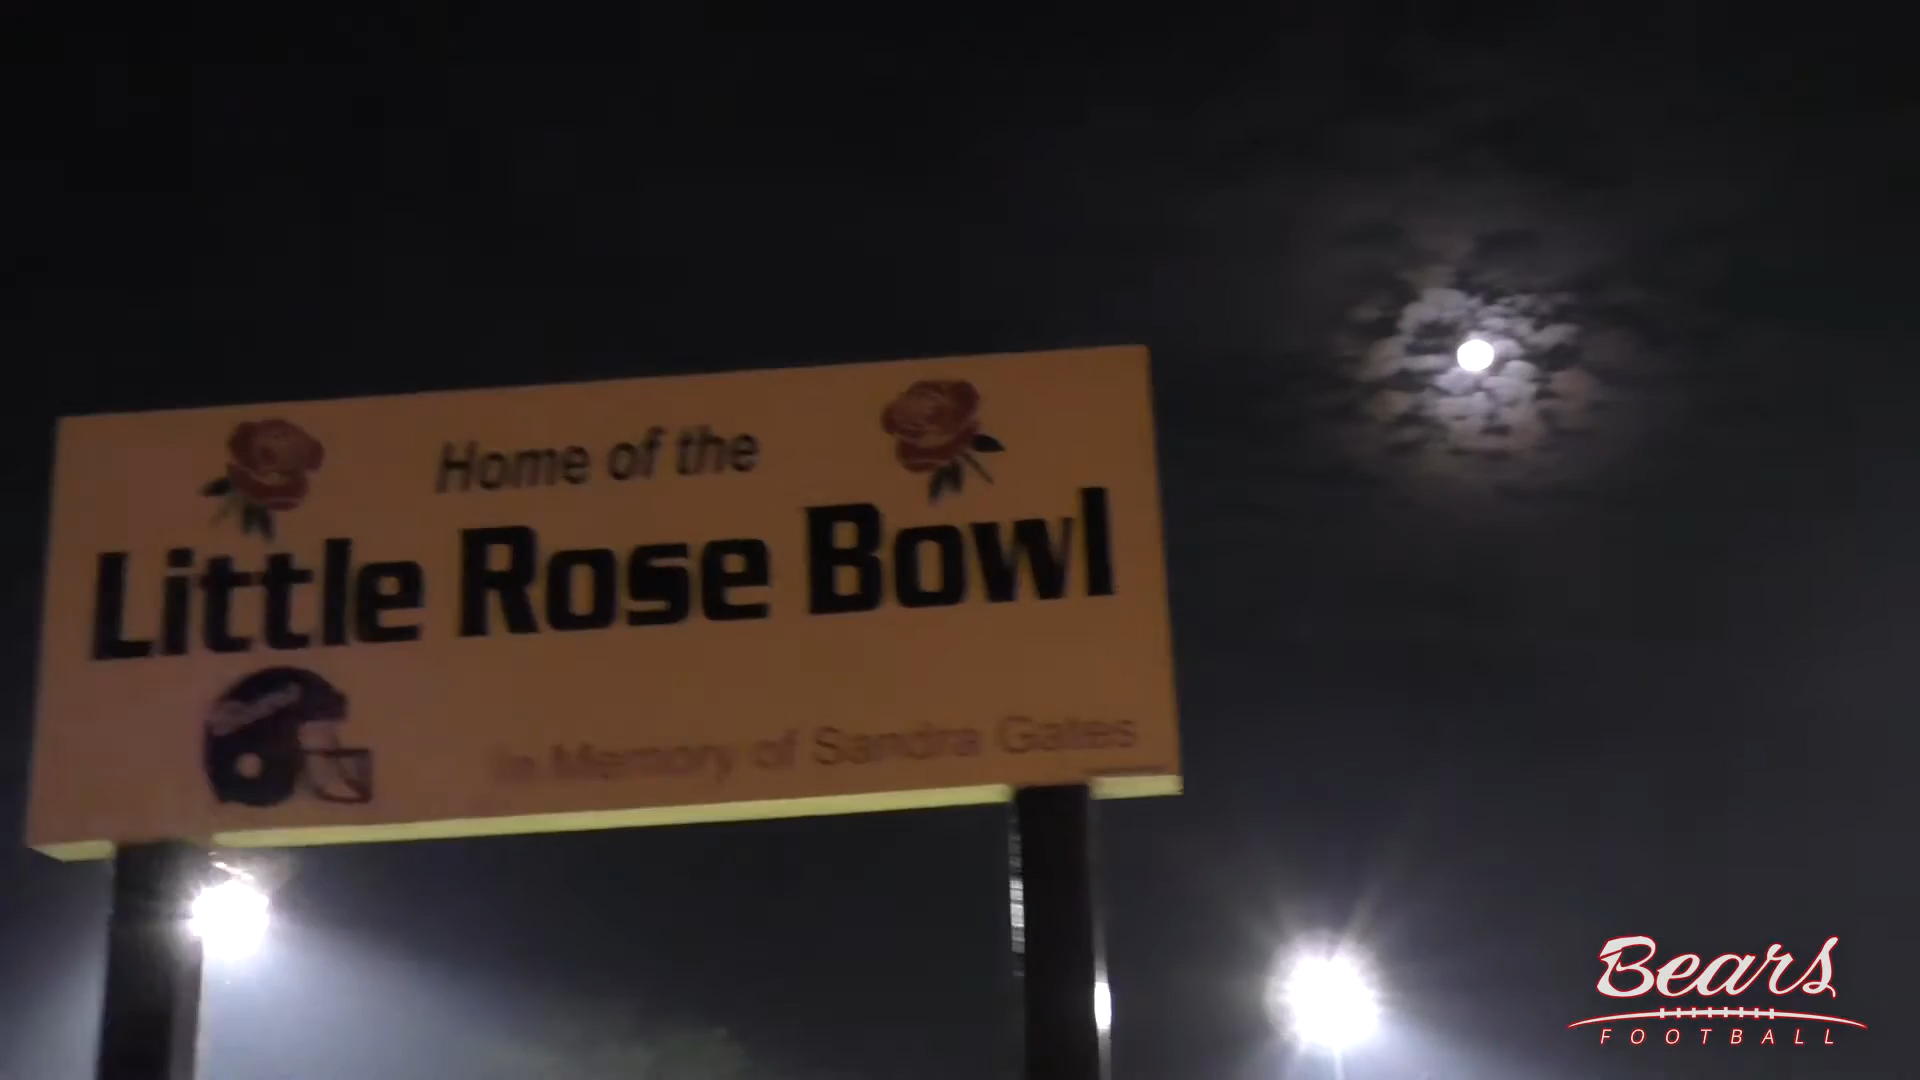 Home of the
Little Rose Bowl
In Memory of Sandra Gates
Bears
FOOTBALL